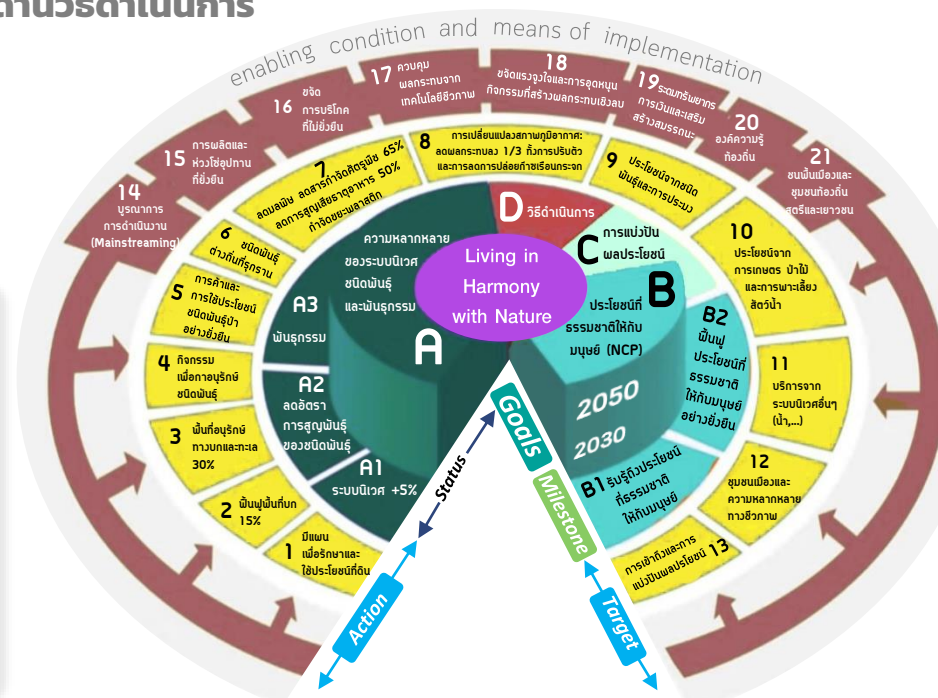 ด้านวิธีดำเนินการ
enabling condition and means of implementation
14
บูรณาการ
การดำเนินงาน
(Mainstreaming)
15
การผลิตและ
ห่วงโซ่อุปทาน
ที่ยั่งยืน
16
ขจัด
การบริโภค
ที่ไม่ยั่งยืน
17
ควบคุม
ผลกระทบจาก
เทคโนโลยีชีวภาพ
18
ขจัดแรงจูงใจและการอุดหนุน
กิจกรรมที่สร้างผลกระทบเชิงลบ
19 ระดมทรัพยากร
การเงินและเสริม
สร้างสมรรถนะ
20
องค์ความรู้
ท้องถิ่น
21
ชนพื้นเมืองและ
ชุมชนท้องถิ่น
สตรีและเยาวชน
1
มีแผน
เพื่อรักษาและ
ใช้ประโยชน์ที่ดิน
2 ฟื้นฟูพื้นที่บก
15%
3
พื้นที่อนุรักษ์
ทางบกและทะเล
30%
4
กิจกรรม
เพื่อกาอนุรักษ์
ชนิดพันธุ์
5
การค้าและ
การใช้ประโยชน์
ชนิดพันธุ์ป่า
อย่างยั่งยืน
6
ชนิดพันธุ์
ต่างถิ่นที่รุกราน
7
ลดมลพิษ ลดสารกำจัดศัตรูพืช 65%
ลดการสูญเสียธาตุอาหาร 50%
กำจัดขยะพลาสติก
8
การเปลี่ยนแปลงสภาพภูมิอากาศ:
ลดผลกระทบลง 1/3 ทั้งการปรับตัว
และการลดการปล่อยก๊าซเรือนกระจก
9
ประโยชน์จากชนิด
พันธุ์และการประมง
10
ประโยชน์จาก
การเกษตร ป่าไม้
และการเพาะเลี้ยง
สัตว์น้ำ
11
บริการจาก
ระบบนิเวศอื่นๆ
(น้ำ,...)
12
ชุมชนเมืองและ
ความหลากหลาย
ทางชีวภาพ
การเข้าถึงและการ
แบ่งปันผลปรโยชน์ 13
A
ความหลากหลาย
ของระบบนิเวศ
ชนิดพันธุ์
และพันธุกรรม
A3
พันธุกรรม
A2
ลดอัตรา
การสูญพันธุ์
ของชนิดพันธุ์
A1
ระบบนิเวศ +5%
D วิธีดำเนินการ
C การแบ่งปัน
ผลประโยชน์
B
ประโยชน์ที่
ธรรมชาติให้กับ
มนุษย์ (NCP)
B2
ฟื้นฟู
ประโยชน์ที่
ธรรมชาติ
ให้กับมนุษย์
อย่างยั่งยืน
B1 รับรู้ถึงประโยชน์
ที่ธรรมชาติ
ให้กับมนุษย์
Living in
Harmony
with Nature
2050
2030
Goals
Milestone
Status
Action
Target